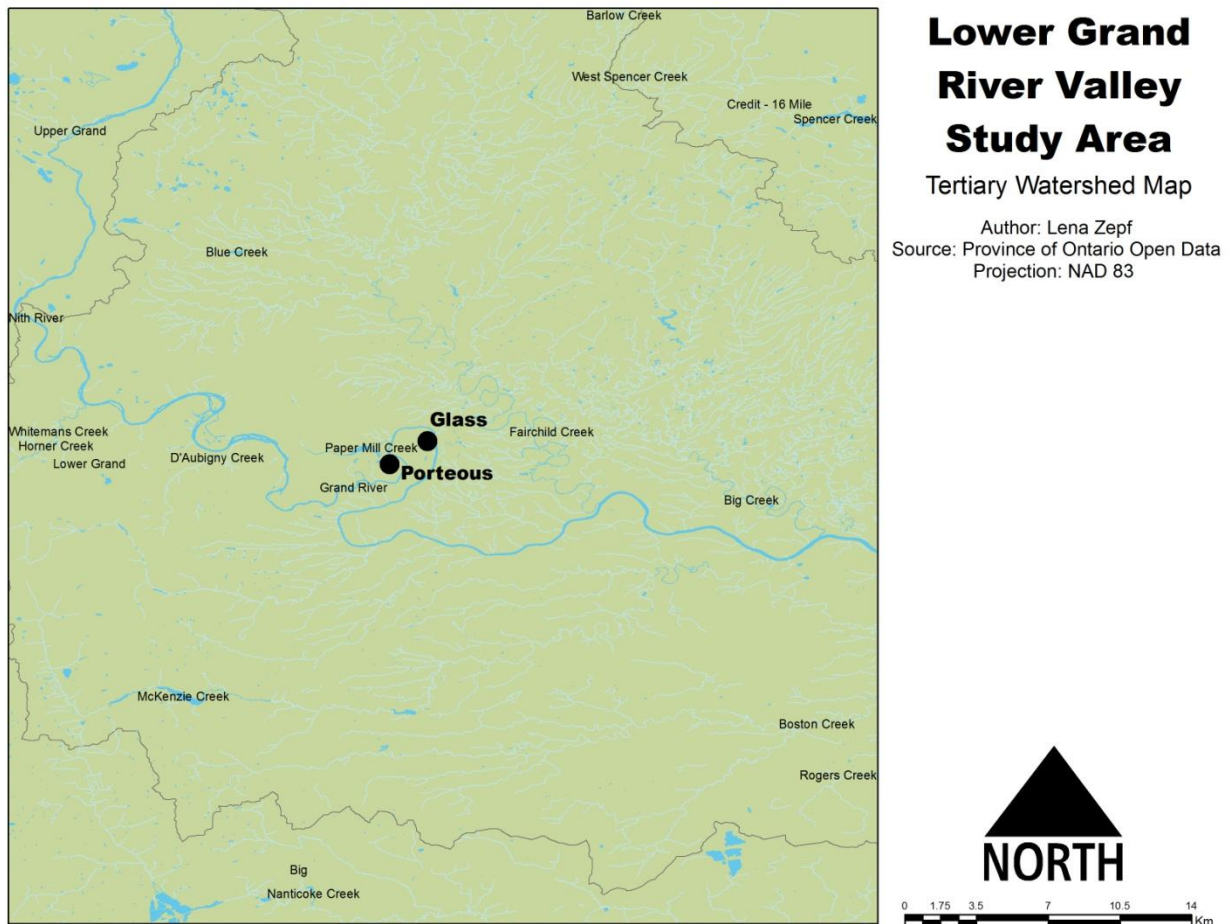 Lower Grand
River Valley
Study Area
Tertiary Watershed Map
Author: Lena Zepf
Source: Province of Ontario Open Data
Projection: NAD 83
Barlow Creek
West Spencer Creek
Credit - 16 Mile
Spencer Creek
Upper Grand
Blue Creek
Nith River
Glass
Whitemans Creek
Fairchild Creek
Horner Creek
Paper Mill Creek
Lower Grand
D'Aubigny Creek
Porteous
Grand River
Big Creek
McKenzie Creek
Boston Creek
Rogers Creek
Big
Nanticoke Creek
NORTH
0 1.75 3.5 7 10.5 14
Km